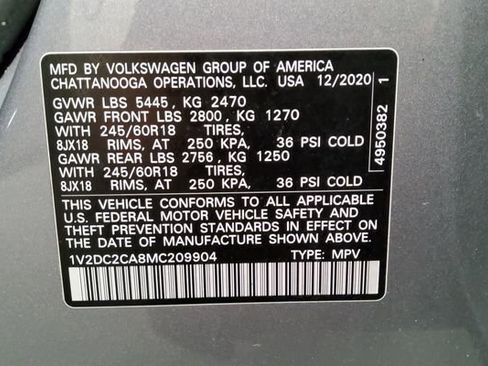 MFD BY VOLKSWAGEN GROUP OF AMERICA
CHATTANOOGA OPERATIONS, LLC. USA 12/2020
GVWR LBS 5445, KG 2470
GAWR FRONT LBS 2800, KG 1270
WITH 245/60R18 TIRES,
8JX18 RIMS, AT 250 KPA, 36 PSI COLD
GAWR REAR LBS 2756, KG 1250
WITH 245/60R18 TIRES,
8JX18 RIMS, AT 250 KPA, 36 PSI COLD
THIS VEHICLE CONFORMS TO ALL APPLICABLE
U.S. FEDERAL MOTOR VEHICLE SAFETY AND
THEFT PREVENTION STANDARDS IN EFFECT ON
THE DATE OF MANUFACTURE SHOWN ABOVE.
1V2DC2CA8MC209904 TYPE: MPV
4950382 1